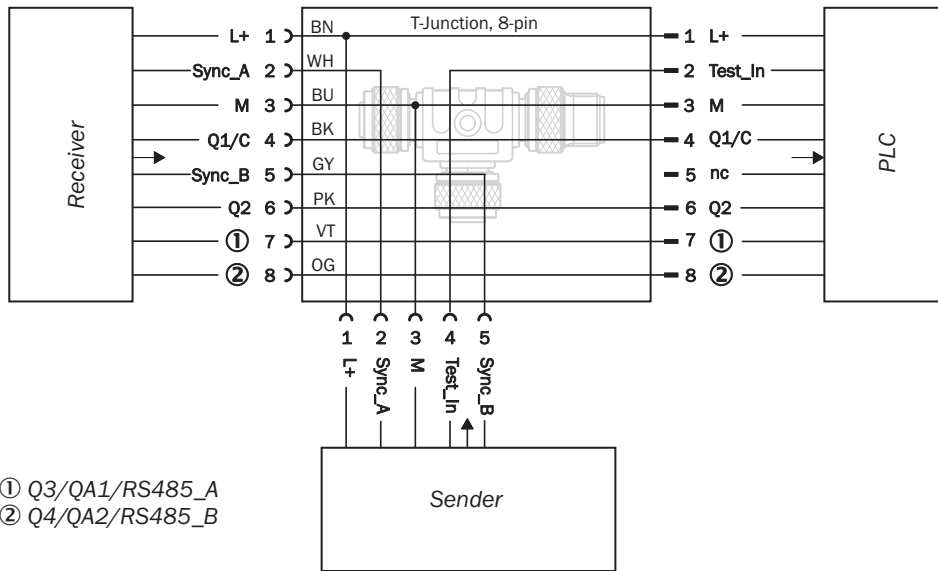 T-Junction, 8-pin
L+ 1 BN 1 L+
Sync_A 2 WH 2 Test_In
M 3 BU 3 M
Q1/C 4 BK 4 Q1/C
Sync_B 5 GY 5 nc
Q2 6 PK 6 Q2
① 7 VT 7 ①
② 8 OG 8 ②
Receiver
PLC
1 2 3 4 5
L+
Sync_A
M
Test_In
Sync_B
Sender
① Q3/QA1/RS485_A
② Q4/QA2/RS485_B